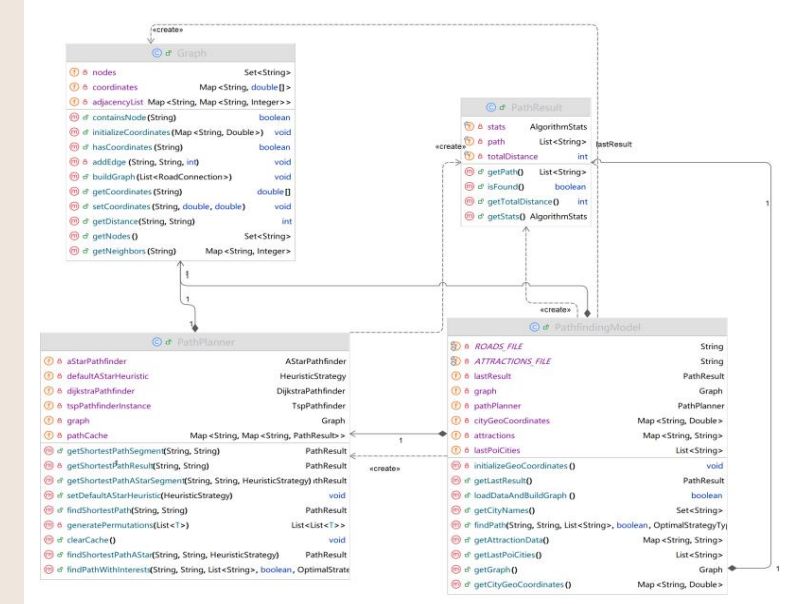 «create»
Graph
nodes Set<String>
coordinates Map <String, double[]>
adjacencyList Map <String, Map <String, Integer>>
containsNode(String) boolean
initializeCoordinates(Map <String, Double>) void
hasCoordinates(String) boolean
addEdge (String, String, int) void
buildGraph(List<RoadConnection>) void
getCoordinates(String) double[]
setCoordinates(String, double, double) void
getDistance(String, String) int
getNodes() Set<String>
getNeighbors(String) Map <String, Integer>
PathResult
stats AlgorithmStats
path List<String>
totalDistance int
getPath() List<String>
isFound() boolean
getTotalDistance() int
getStats() AlgorithmStats
«create»
lastResult
1
1
1
1
«create»
PathPlanner
aStarPathfinder AStarPathfinder
defaultAStarHeuristic HeuristicStrategy
dijkstraPathfinder DijkstraPathfinder
tspPathfinderInstance TspPathfinder
graph Graph
pathCache Map <String, Map <String, PathResult>>
getShortestPathSegment(String, String) PathResult
getShortestPathResult(String, String) PathResult
getShortestPathAStarSegment(String, String, HeuristicStrategy) thResult
setDefaultAStarHeuristic(HeuristicStrategy) void
findShortestPath(String, String) PathResult
generatePermutations(List<T>) List<List<T>>
clearCache() void
findShortestPathAStar(String, String, HeuristicStrategy) PathResult
findPathWithInterests(String, String, List<String>, boolean, OptimalStrate
1
«create»
PathfindingModel
ROADS_FILE String
ATTRACTIONS_FILE String
lastResult PathResult
graph Graph
pathPlanner PathPlanner
cityGeoCoordinates Map <String, Double>
attractions Map <String, String>
lastPoiCities List<String>
initializeGeoCoordinates () void
getLastResult() PathResult
loadDataAndBuildGraph () boolean
getCityNames() Set<String>
findPath(String, String, List<String>, boolean, OptimalStrategyTy
getAttractionData() Map <String, String>
getLastPoiCities() List<String>
getGraph() Graph
getCityGeoCoordinates() Map <String, Double>
1